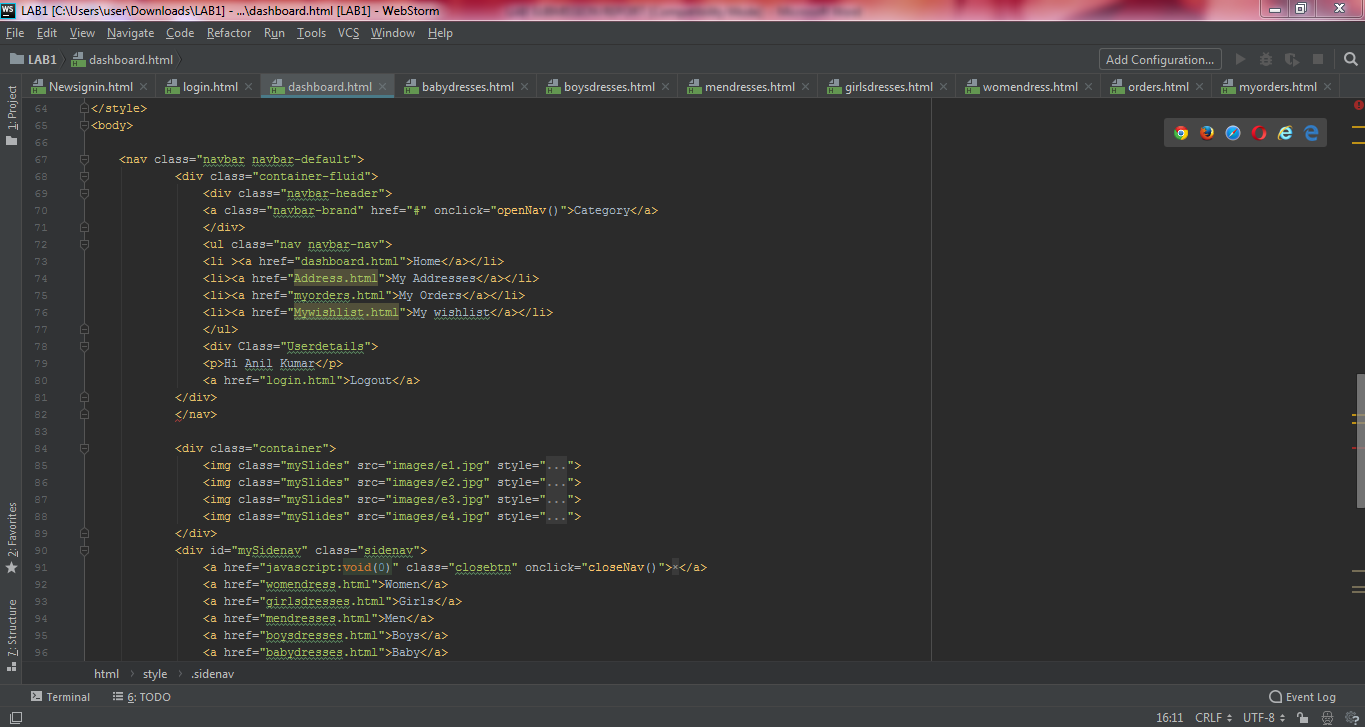 LAB1 [C:\Users\user\Downloads\LAB1] - ...\dashboard.html [LAB1] - WebStorm
File Edit View Navigate Code Refactor Run Tools VCS Window Help
LAB1 dashboard.html Add Configuration...
Newsignin.html login.html dashboard.html babydresses.html boysdresses.html mendresses.html girlsdresses.html womendress.html orders.html myorders.html
1: Project
64 </style>
65 <body>
66
67 <nav class="navbar navbar-default">
68 <div class="container-fluid">
69 <div class="navbar-header">
70 <a class="navbar-brand" href="#" onclick="openNav()">Category</a>
71 </div>
72 <ul class="nav navbar-nav">
73 <li ><a href="dashboard.html">Home</a></li>
74 <li><a href="Address.html">My Addresses</a></li>
75 <li><a href="myorders.html">My Orders</a></li>
76 <li><a href="Mywishlist.html">My wishlist</a></li>
77 </ul>
78 <div Class="Userdetails">
79 <p>Hi Anil Kumar</p>
80 <a href="login.html">Logout</a>
81 </div>
82 </nav>
83
84 <div class="container">
85 <img class="mySlides" src="images/e1.jpg" style="...">
86 <img class="mySlides" src="images/e2.jpg" style="...">
87 <img class="mySlides" src="images/e3.jpg" style="...">
88 <img class="mySlides" src="images/e4.jpg" style="...">
89 </div>
90 <div id="mySidenav" class="sidenav">
91 <a href="javascript:void(0)" class="closebtn" onclick="closeNav()">×</a>
92 <a href="womendress.html">Women</a>
93 <a href="girlsdresses.html">Girls</a>
94 <a href="mendresses.html">Men</a>
95 <a href="boysdresses.html">Boys</a>
96 <a href="babydresses.html">Baby</a>
2: Favorites
7: Structure
html › style › .sidenav
Terminal 6: TODO Event Log
16:11 CRLF UTF-8